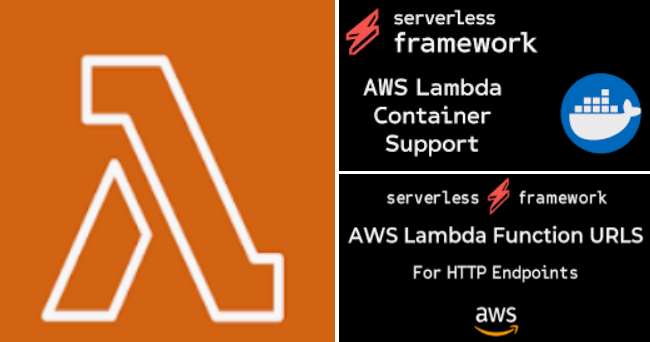 serverless
framework
AWS Lambda
Container
Support
serverless framework
AWS Lambda Function URLS
For HTTP Endpoints
aws